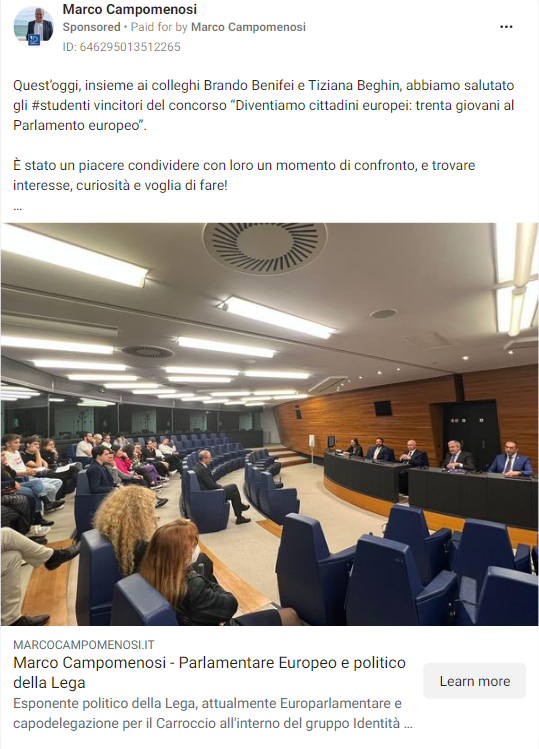 Marco Campomenosi
Sponsored • Paid for by Marco Campomenosi
ID: 646295013512265
Quest'oggi, insieme ai colleghi Brando Benifei e Tiziana Beghin, abbiamo salutato
gli #studenti vincitori del concorso “Diventiamo cittadini europei: trenta giovani al
Parlamento europeo”.
È stato un piacere condividere con loro un momento di confronto, e trovare
interesse, curiosità e voglia di fare!
...
MARCOCAMPOMENOSI.IT
Marco Campomenosi - Parlamentare Europeo e politico
della Lega
Esponente politico della Lega, attualmente Europarlamentare e
capodelegazione per il Carroccio all'interno del gruppo Identità ...
Learn more